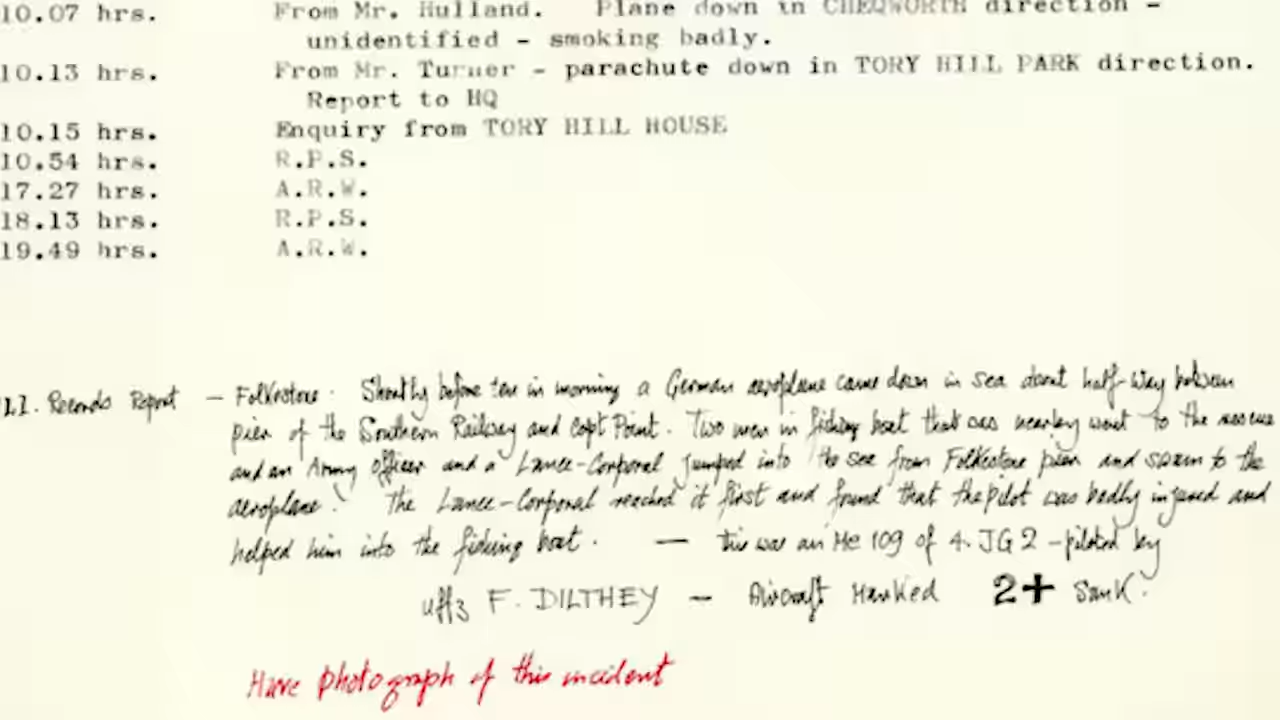 10.07 hrs. From Mr. Hulland. Plane down in CHEQWORTH direction -
unidentified - smoking badly.
10.13 hrs. From Mr. Turner - parachute down in TORY HILL PARK direction.
Report to HQ
10.15 hrs. Enquiry from TORY HILL HOUSE
10.54 hrs. R.P.S.
17.27 hrs. A.R.W.
18.13 hrs. R.P.S.
19.49 hrs. A.R.W.
Records Report - Folkestone. Shortly before ten in morning a German aeroplane came down in sea about half-way between
pier of the Southern Railway and Copt Point. Two men in fishing boat that was nearby went to the rescue
and an Army Officer and a Lance-Corporal jumped into the sea from Folkestone pier and swam to the
aeroplane. The Lance-Corporal reached it first and found that the pilot was badly injured and
helped him into the fishing boat. — this was an Me 109 of 4. JG 2 - piloted by
Uffz F. DILTHEY - Aircraft Marked 2+ Sank.
Have photograph of this incident